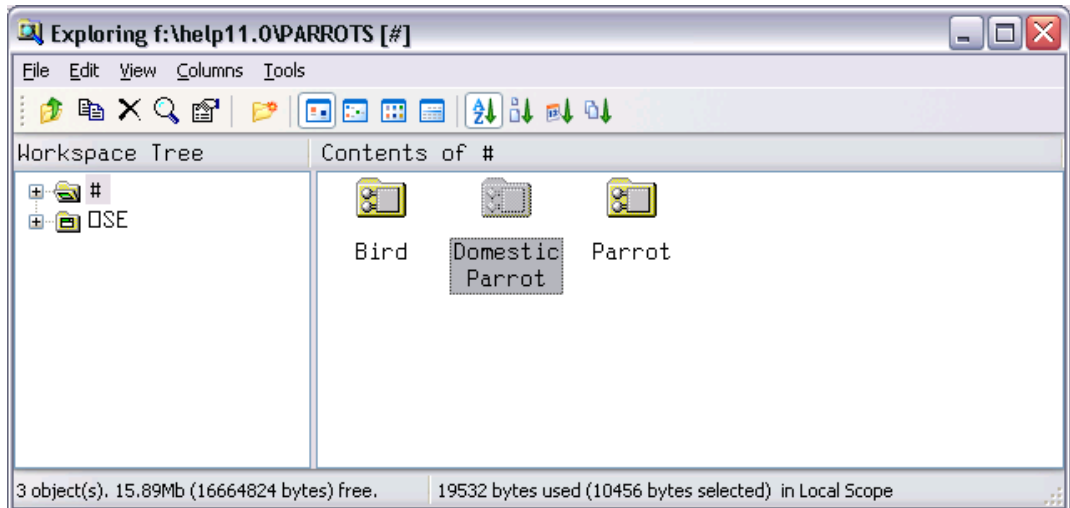 Exploring f:\help11.0\PARROTS [#]
File Edit View Columns Tools
Workspace Tree
Contents of #
#
⎕SE
Bird
Domestic
Parrot
Parrot
3 object(s). 15.89Mb (16664824 bytes) free.
19532 bytes used (10456 bytes selected) in Local Scope